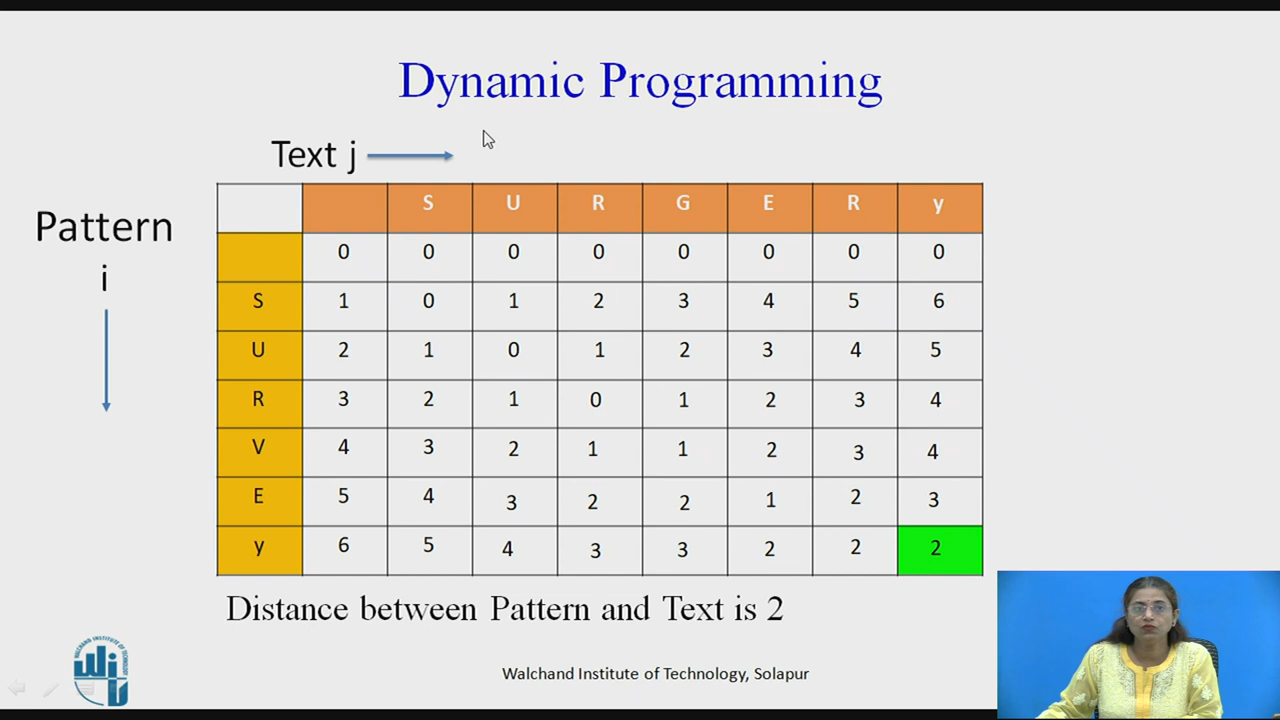 Dynamic Programming
Text j
Pattern
i
S U R G E R y
0 0 0 0 0 0 0 0
S 1 0 1 2 3 4 5 6
U 2 1 0 1 2 3 4 5
R 3 2 1 0 1 2 3 4
V 4 3 2 1 1 2 3 4
E 5 4 3 2 2 1 2 3
y 6 5 4 3 3 2 2 2
Distance between Pattern and Text is 2
Walchand Institute of Technology, Solapur